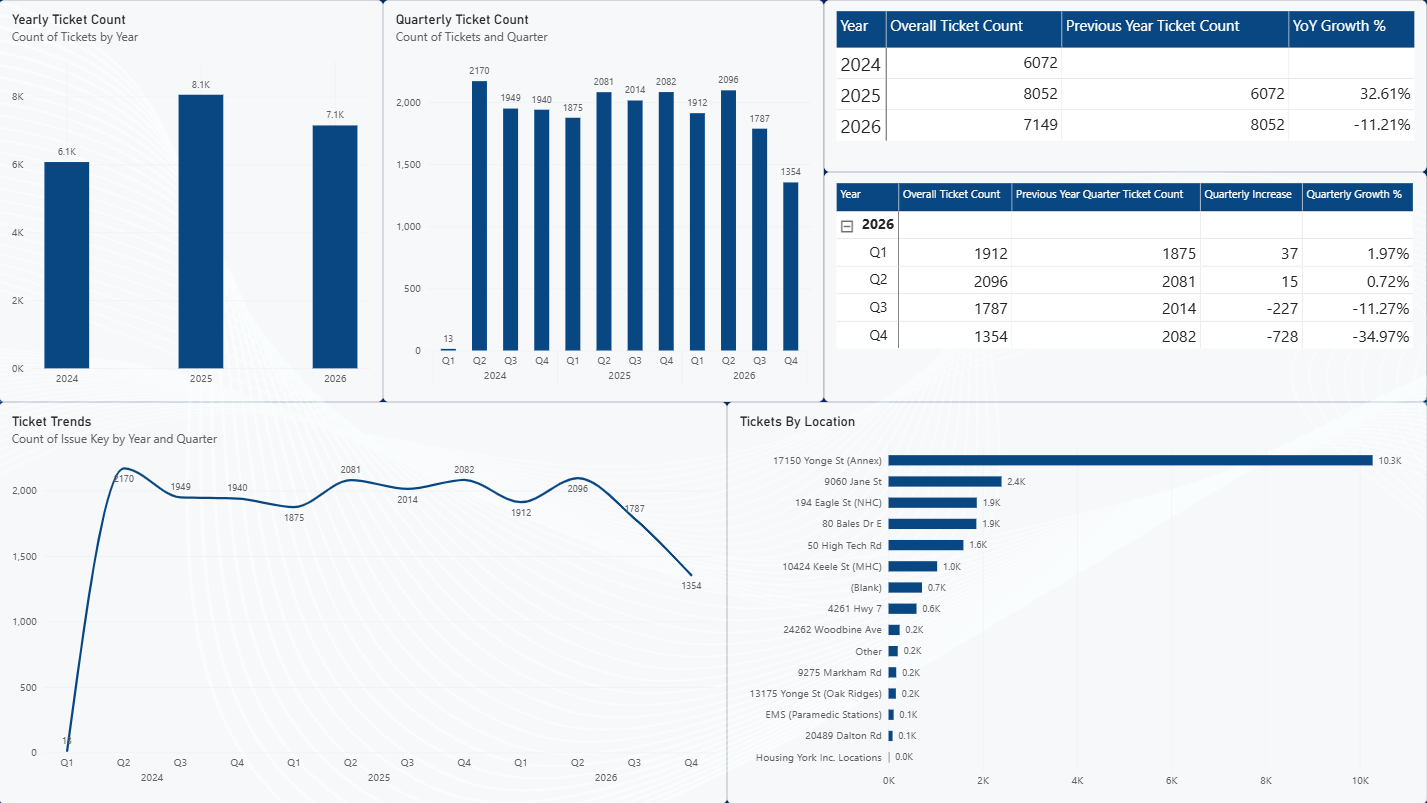 Yearly Ticket Count
Count of Tickets by Year
8K
6K
4K
2K
0K
6.1K
8.1K
7.1K
2024
2025
2026
Quarterly Ticket Count
Count of Tickets and Quarter
2,000
1,500
1,000
500
0
13
2170
1949
1940
1875
2081
2014
2082
1912
2096
1787
1354
Q1 Q2 Q3 Q4 Q1 Q2 Q3 Q4 Q1 Q2 Q3 Q4
2024 2025 2026
Year Overall Ticket Count Previous Year Ticket Count YoY Growth %
2024 6072
2025 8052 6072 32.61%
2026 7149 8052 -11.21%
Year Overall Ticket Count Previous Year Quarter Ticket Count Quarterly Increase Quarterly Growth %
2026
Q1 1912 1875 37 1.97%
Q2 2096 2081 15 0.72%
Q3 1787 2014 -227 -11.27%
Q4 1354 2082 -728 -34.97%
Ticket Trends
Count of Issue Key by Year and Quarter
2,000
1,500
1,000
500
0
13
2170
1949
1940
1875
2081
2014
2082
1912
2096
1787
1354
Q1 Q2 Q3 Q4 Q1 Q2 Q3 Q4 Q1 Q2 Q3 Q4
2024 2025 2026
Tickets By Location
17150 Yonge St (Annex) 10.3K
9060 Jane St 2.4K
194 Eagle St (NHC) 1.9K
80 Bales Dr E 1.9K
50 High Tech Rd 1.6K
10424 Keele St (MHC) 1.0K
(Blank) 0.7K
4261 Hwy 7 0.6K
24262 Woodbine Ave 0.2K
Other 0.2K
9275 Markham Rd 0.2K
13175 Yonge St (Oak Ridges) 0.2K
EMS (Paramedic Stations) 0.1K
20489 Dalton Rd 0.1K
Housing York Inc. Locations 0.0K
0K 2K 4K 6K 8K 10K